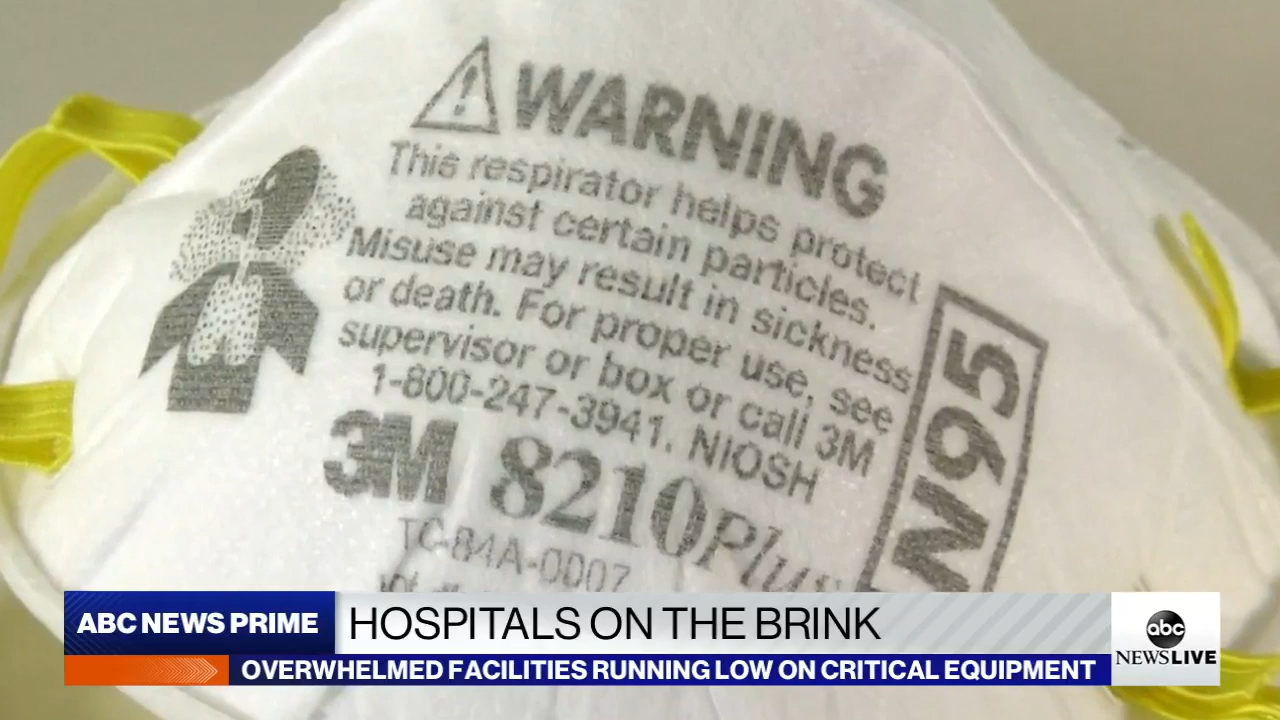 WARNING
This respirator helps protect
against certain particles.
Misuse may result in sickness
or death. For proper use, see
supervisor or box or call 3M
1-800-247-3941. NIOSH
3M 8210Plus
TC-84A-0007
N95
ABC NEWS PRIME
HOSPITALS ON THE BRINK
OVERWHELMED FACILITIES RUNNING LOW ON CRITICAL EQUIPMENT
abc
NEWSLIVE